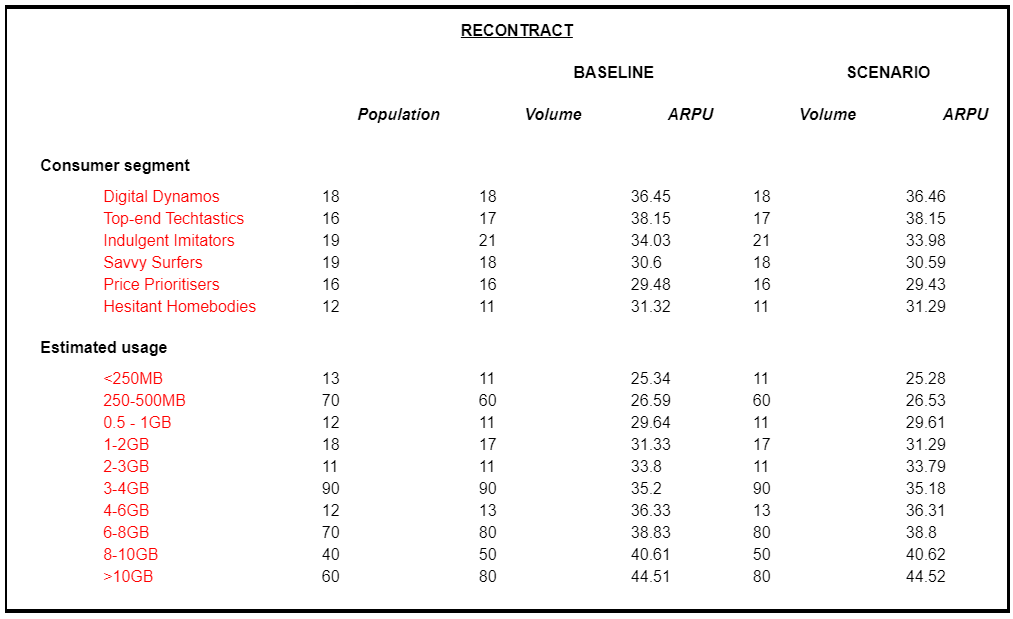 RECONTRACT
BASELINE SCENARIO
Population Volume ARPU Volume ARPU
Consumer segment
Digital Dynamos 18 18 36.45 18 36.46
Top-end Techtastics 16 17 38.15 17 38.15
Indulgent Imitators 19 21 34.03 21 33.98
Savvy Surfers 19 18 30.6 18 30.59
Price Prioritisers 16 16 29.48 16 29.43
Hesitant Homebodies 12 11 31.32 11 31.29
Estimated usage
<250MB 13 11 25.34 11 25.28
250-500MB 70 60 26.59 60 26.53
0.5 - 1GB 12 11 29.64 11 29.61
1-2GB 18 17 31.33 17 31.29
2-3GB 11 11 33.8 11 33.79
3-4GB 90 90 35.2 90 35.18
4-6GB 12 13 36.33 13 36.31
6-8GB 70 80 38.83 80 38.8
8-10GB 40 50 40.61 50 40.62
>10GB 60 80 44.51 80 44.52